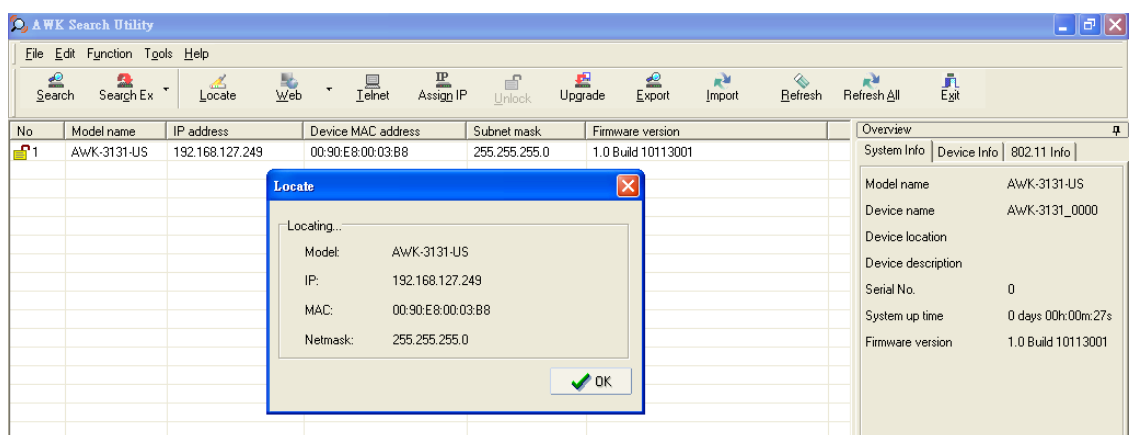 AWK Search Utility
File Edit Function Tools Help
Search Search Ex Locate Web Telnet Assign IP Unlock Upgrade Export Import Refresh Refresh All Exit
No Model name IP address Device MAC address Subnet mask Firmware version
1 AWK-3131-US 192.168.127.249 00:90:E8:00:03:B8 255.255.255.0 1.0 Build 10113001
Locate
Locating...
Model: AWK-3131-US
IP: 192.168.127.249
MAC: 00:90:E8:00:03:B8
Netmask: 255.255.255.0
OK
Overview
System Info Device Info 802.11 Info
Model name AWK-3131-US
Device name AWK-3131_0000
Device location
Device description
Serial No. 0
System up time 0 days 00h:00m:27s
Firmware version 1.0 Build 10113001